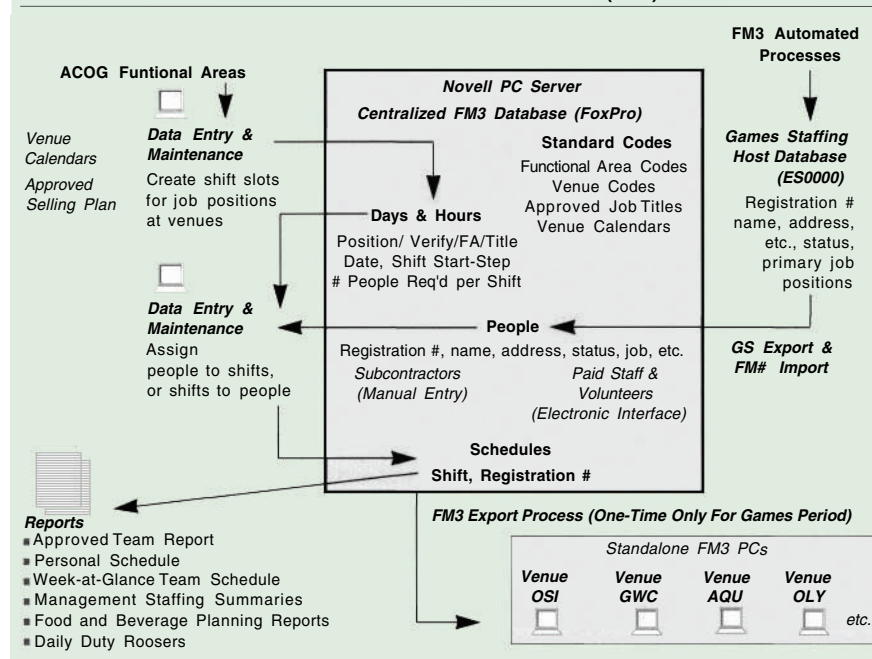 FM3 Automated
Processes
ACOG Funtional Areas
Venue
Calendars
Approved
Selling Plan
Data Entry &
Maintenance
Create shift slots
for job positions
at venues
Data Entry &
Maintenance
Assign
people to shifts,
or shifts to people
Novell PC Server
Centralized FM3 Database (FoxPro)
Standard Codes
Functional Area Codes
Venue Codes
Approved Job Titles
Venue Calendars
Days & Hours
Position/ Verify/FA/Title
Date, Shift Start-Step
# People Req'd per Shift
People
Registration #, name, address, status, job, etc.
Subcontractors
(Manual Entry)
Paid Staff &
Volunteers
(Electronic Interface)
Schedules
Shift, Registration #
Games Staffing
Host Database
(ES0000)
Registration #
name, address,
etc., status,
primary job
positions
GS Export &
FM# Import
Reports
Approved Team Report
Personal Schedule
Week-at-Glance Team Schedule
Management Staffing Summaries
Food and Beverage Planning Reports
Daily Duty Roosers
FM3 Export Process (One-Time Only For Games Period)
Standalone FM3 PCs
Venue
OSI
Venue
GWC
Venue
AQU
Venue
OLY
etc.